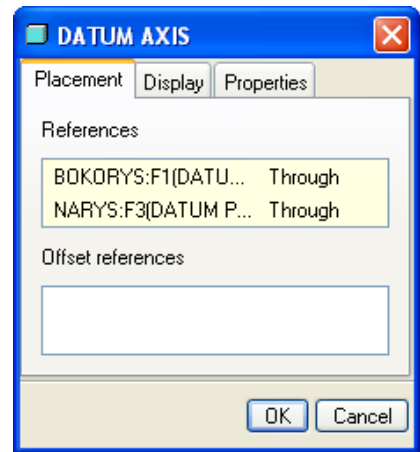 DATUM AXIS
Placement Display Properties
References
BOKORYS:F1(DATU... Through
NARYS:F3(DATUM P... Through
Offset references
OK Cancel